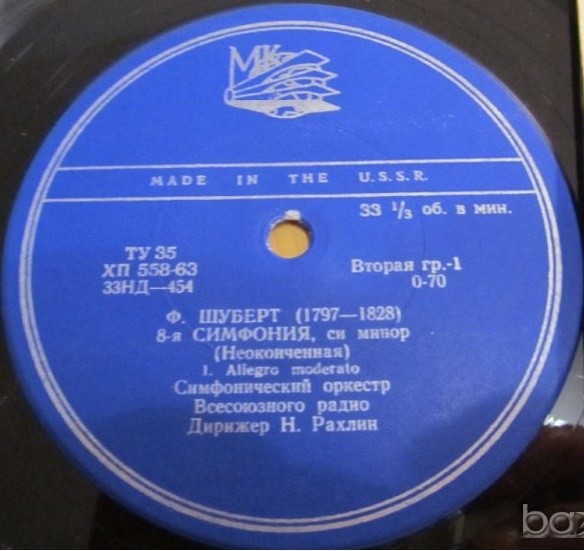 МК
MADE IN THE U.S.S.R.
33 ⅓ об. в мин.
ТУ 35
ХП 558-63
33НД—454
Вторая гр.-1
0-70
Ф. ШУБЕРТ (1797—1828)
8-я СИМФОНИЯ, си минор
(Неоконченная)
1. Allegro moderato
Симфонический оркестр
Всесоюзного радио
Дирижер Н. Рахлин